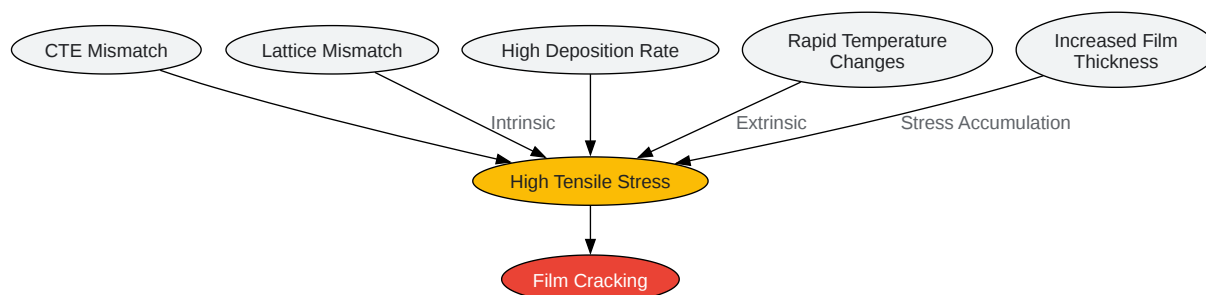 CTE Mismatch
Lattice Mismatch
High Deposition Rate
Rapid Temperature
Changes
Increased Film
Thickness
Intrinsic
Extrinsic
Stress Accumulation
High Tensile Stress
Film Cracking